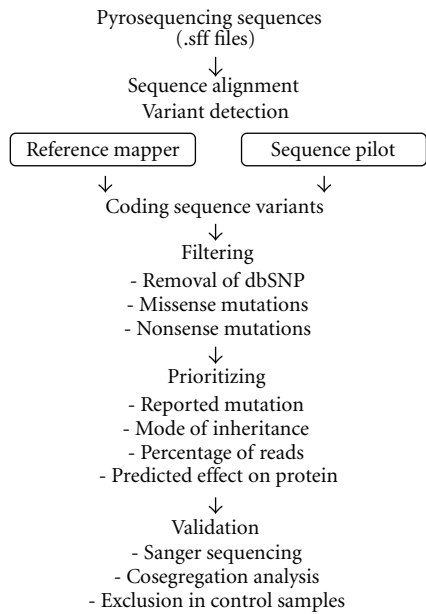 Pyrosequencing sequences
(.sff files)
↓
Sequence alignment
Variant detection
Reference mapper
Sequence pilot
↓ ↓
Coding sequence variants
↓
Filtering
- Removal of dbSNP
- Missense mutations
- Nonsense mutations
↓
Prioritizing
- Reported mutation
- Mode of inheritance
- Percentage of reads
- Predicted effect on protein
↓
Validation
- Sanger sequencing
- Cosegregation analysis
- Exclusion in control samples